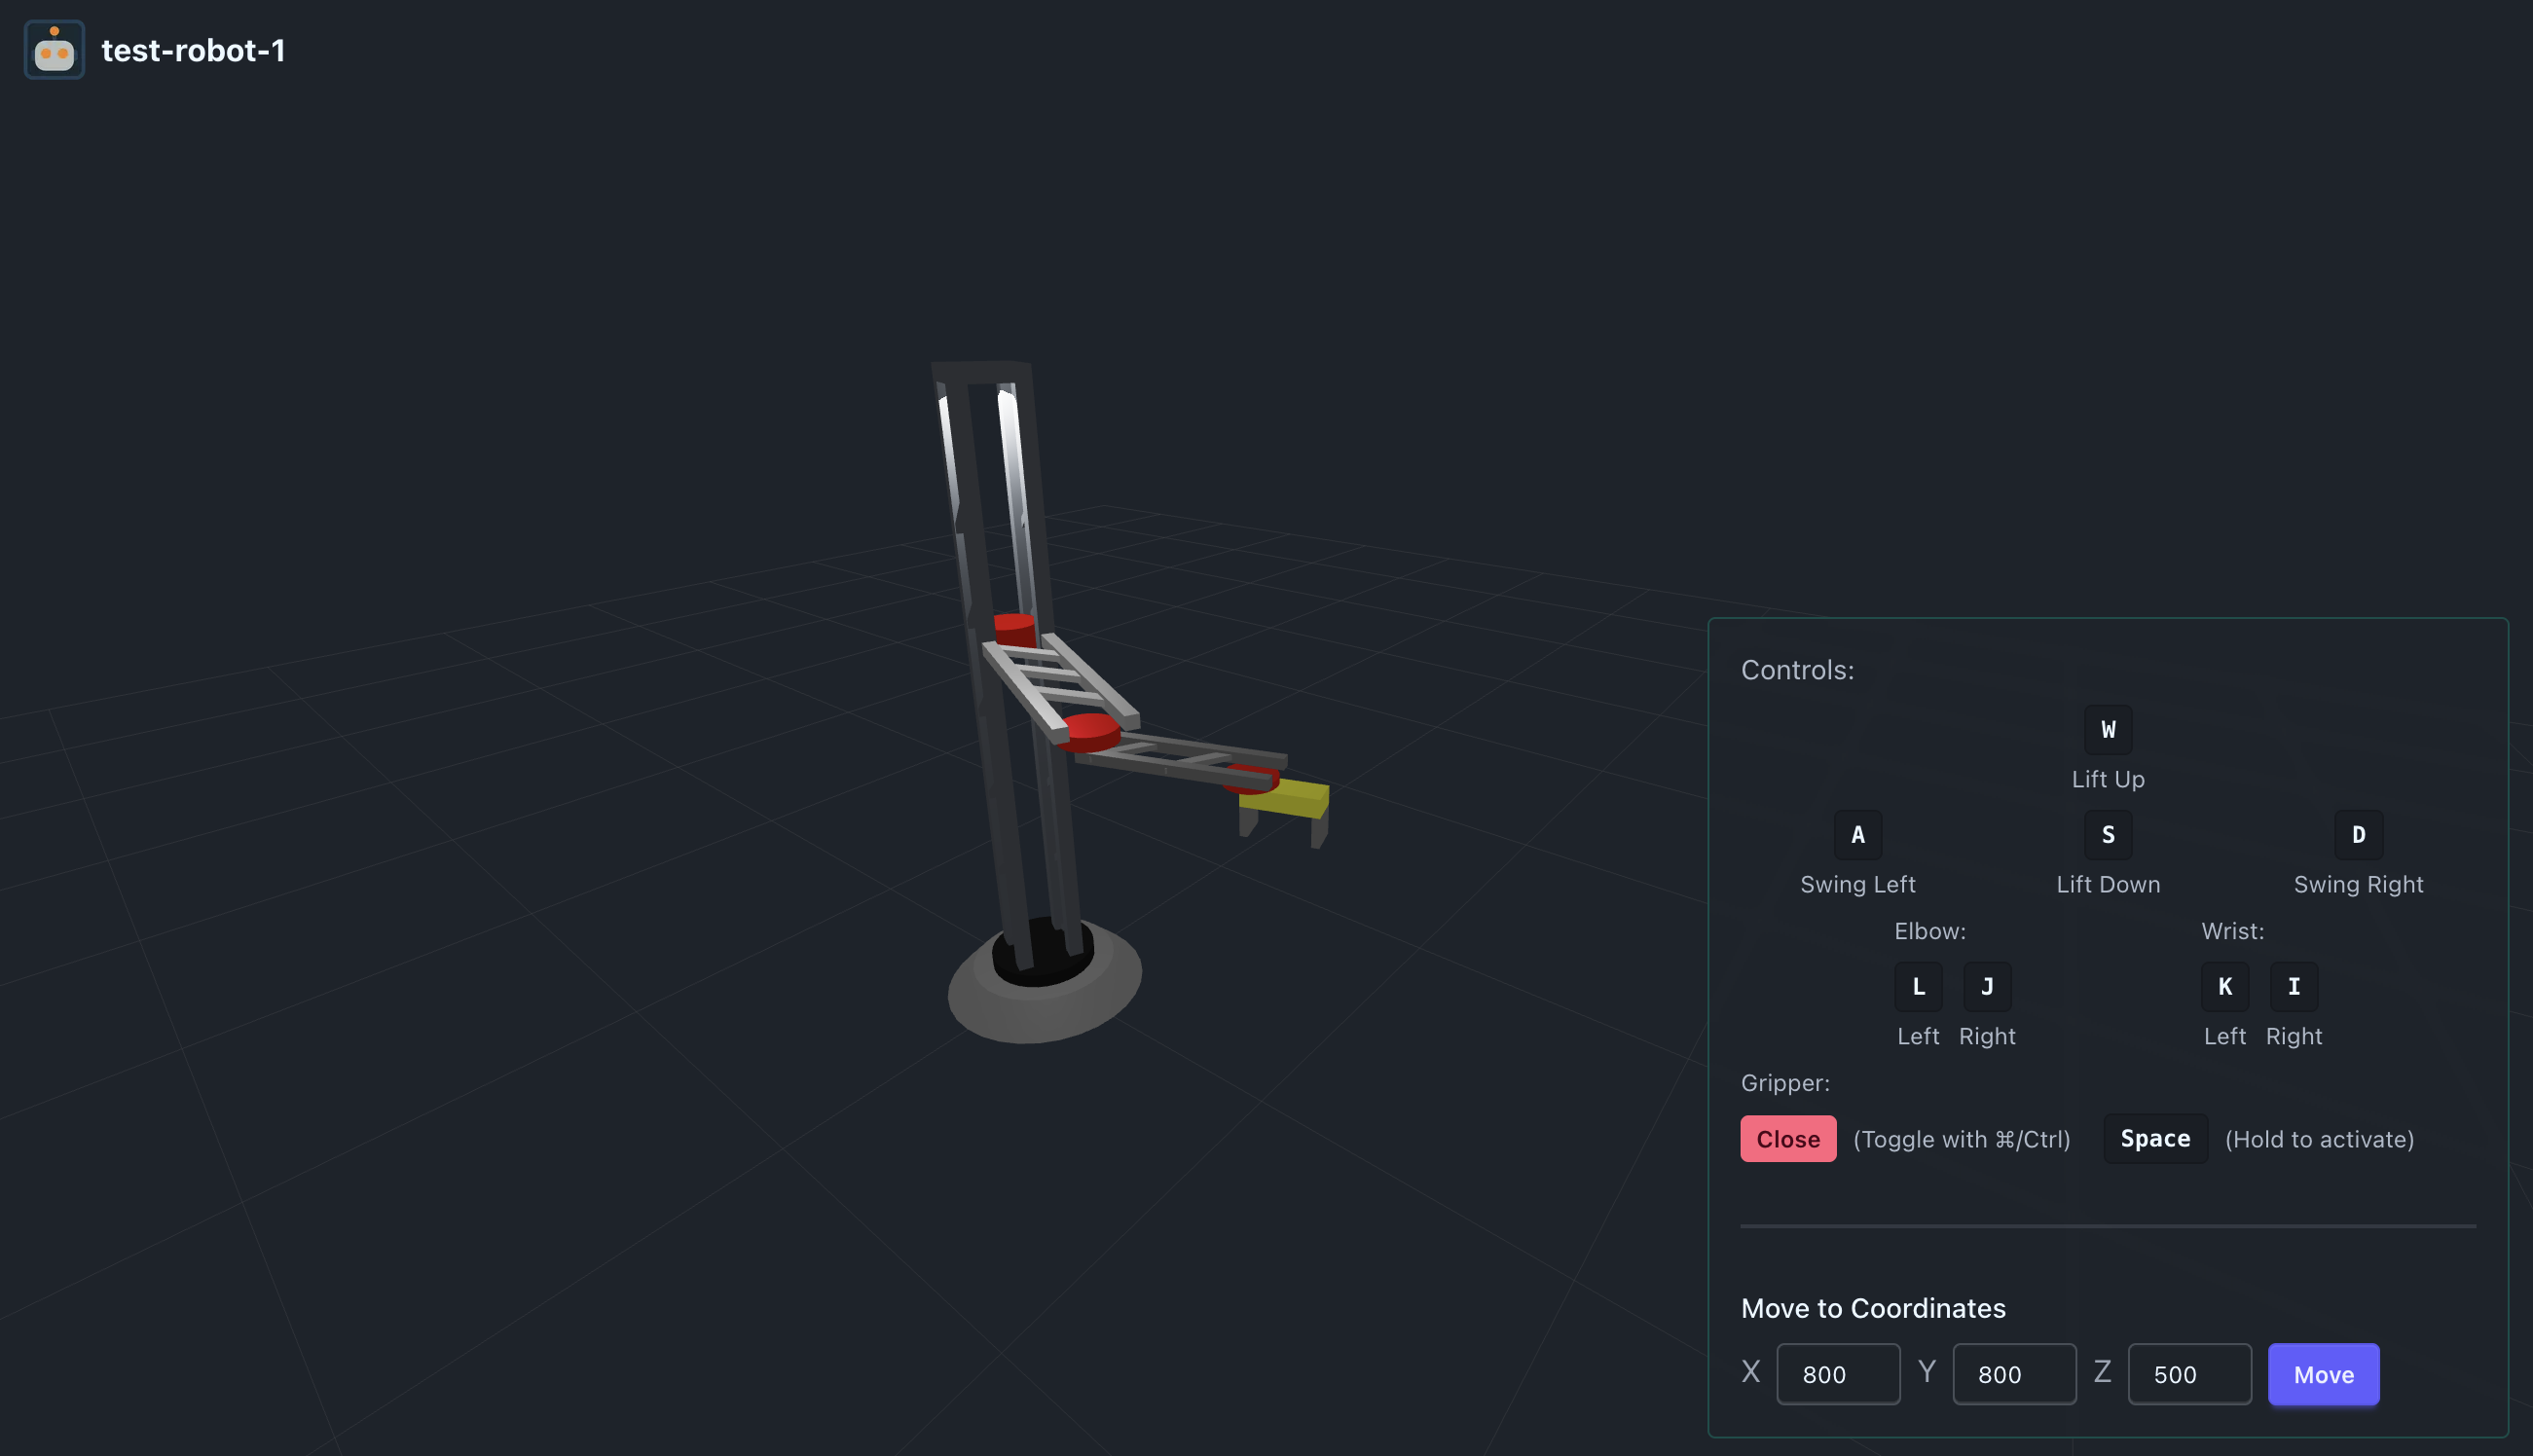 test-robot-1
Controls:
W
Lift Up
A S D
Swing Left Lift Down Swing Right
Elbow: Wrist:
L J K I
Left Right Left Right
Gripper:
Close (Toggle with ⌘/Ctrl) Space (Hold to activate)
Move to Coordinates
X 800 Y 800 Z 500 Move